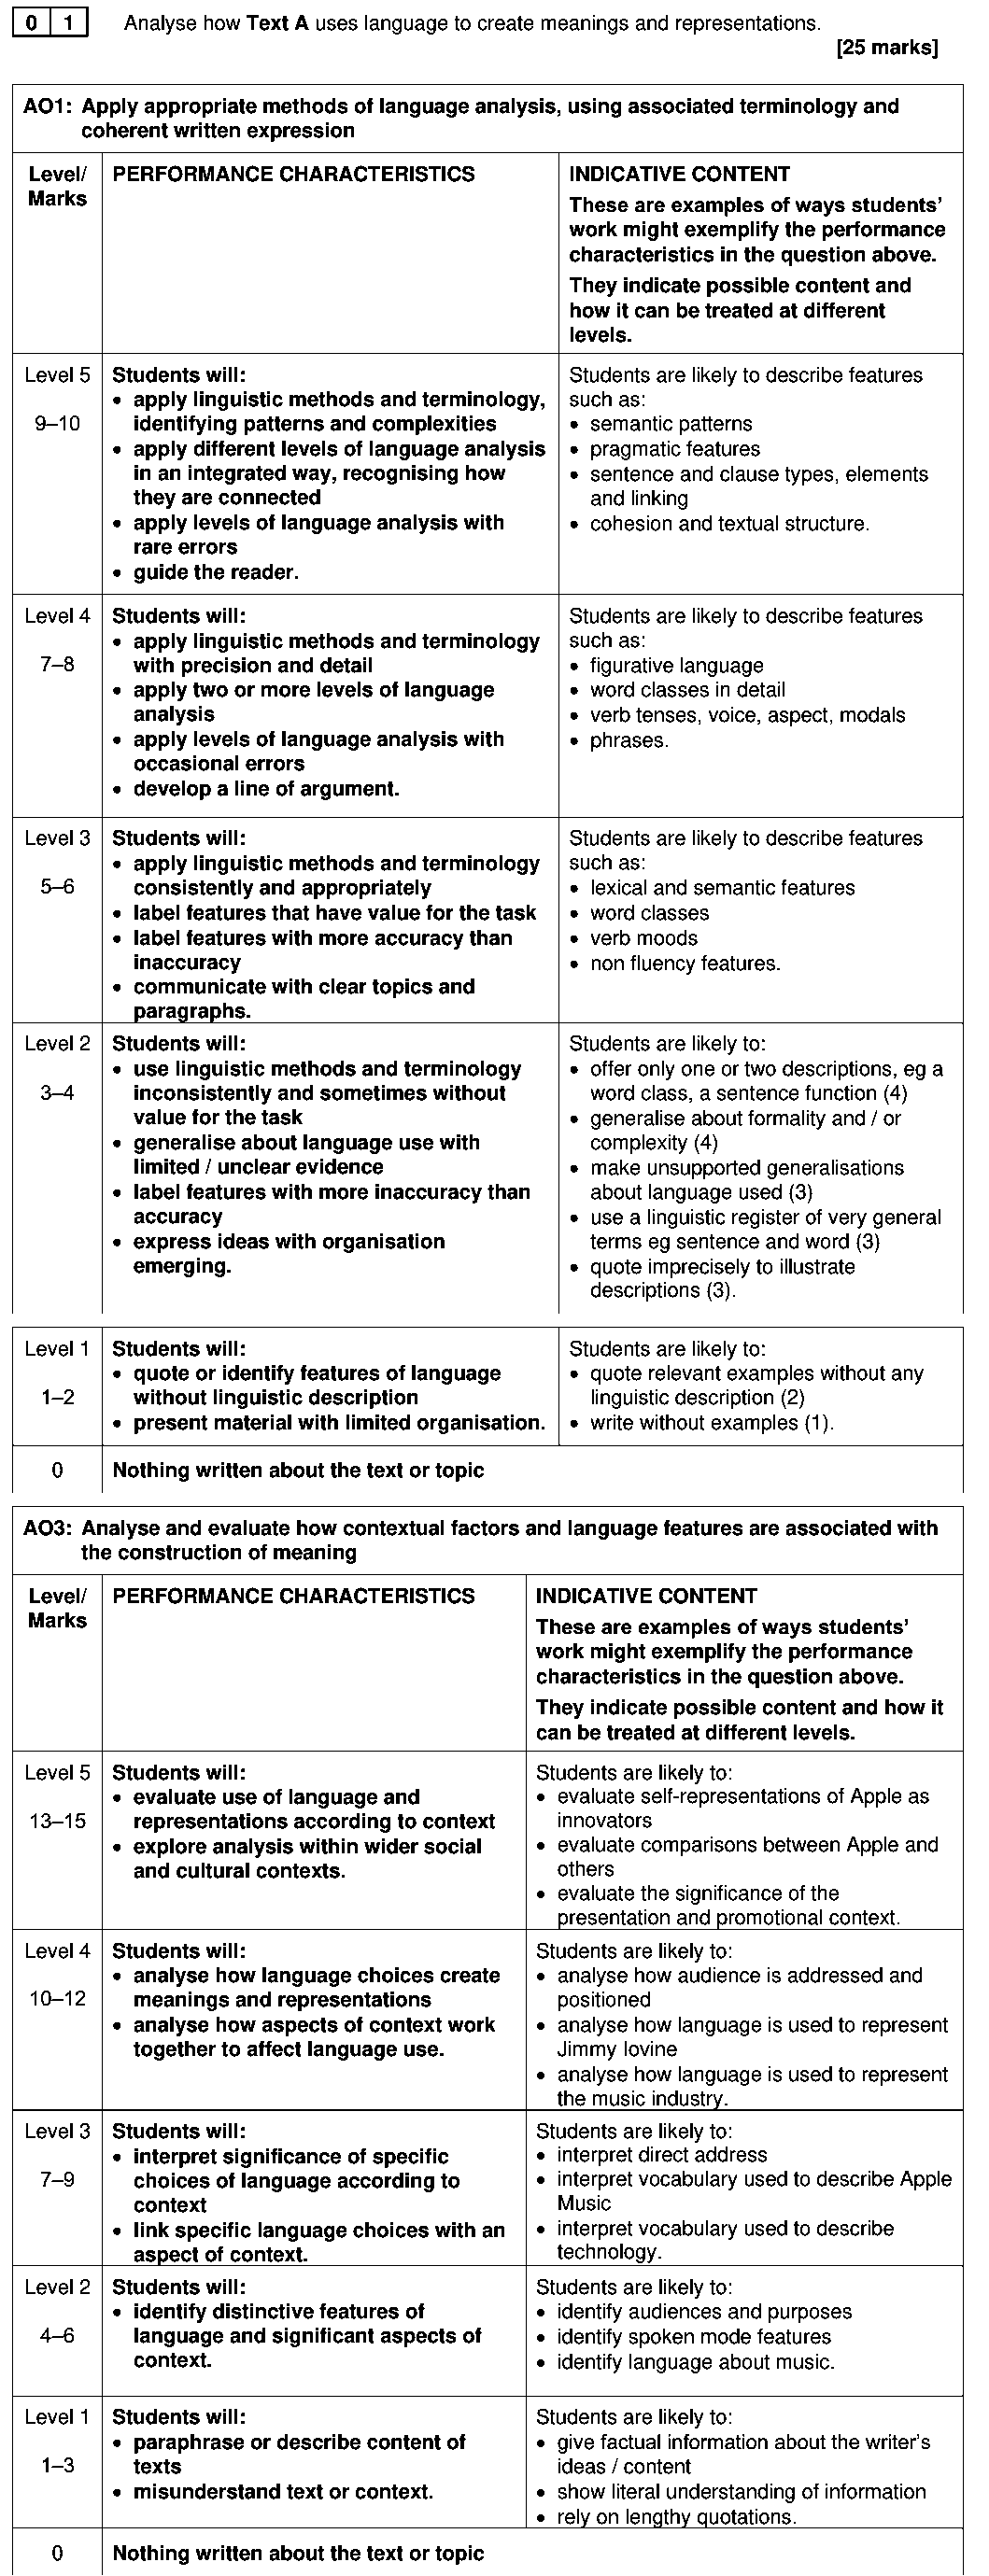 0 1 Analyse how Text A uses language to create meanings and representations.
[25 marks]
AO1: Apply appropriate methods of language analysis, using associated terminology and
coherent written expression
Level/
Marks
PERFORMANCE CHARACTERISTICS
INDICATIVE CONTENT
These are examples of ways students'
work might exemplify the performance
characteristics in the question above.
They indicate possible content and
how it can be treated at different
levels.
Level 5
9–10
Students will:
• apply linguistic methods and terminology,
identifying patterns and complexities
• apply different levels of language analysis
in an integrated way, recognising how
they are connected
• apply levels of language analysis with
rare errors
• guide the reader.
Students are likely to describe features
such as:
• semantic patterns
• pragmatic features
• sentence and clause types, elements
and linking
• cohesion and textual structure.
Level 4
7–8
Students will:
• apply linguistic methods and terminology
with precision and detail
• apply two or more levels of language
analysis
• apply levels of language analysis with
occasional errors
• develop a line of argument.
Students are likely to describe features
such as:
• figurative language
• word classes in detail
• verb tenses, voice, aspect, modals
• phrases.
Level 3
5–6
Students will:
• apply linguistic methods and terminology
consistently and appropriately
• label features that have value for the task
• label features with more accuracy than
inaccuracy
• communicate with clear topics and
paragraphs.
Students are likely to describe features
such as:
• lexical and semantic features
• word classes
• verb moods
• non fluency features.
Level 2
3–4
Students will:
• use linguistic methods and terminology
inconsistently and sometimes without
value for the task
• generalise about language use with
limited / unclear evidence
• label features with more inaccuracy than
accuracy
• express ideas with organisation
emerging.
Students are likely to:
• offer only one or two descriptions, eg a
word class, a sentence function (4)
• generalise about formality and / or
complexity (4)
• make unsupported generalisations
about language used (3)
• use a linguistic register of very general
terms eg sentence and word (3)
• quote imprecisely to illustrate
descriptions (3).
Level 1
1–2
Students will:
• quote or identify features of language
without linguistic description
• present material with limited organisation.
Students are likely to:
• quote relevant examples without any
linguistic description (2)
• write without examples (1).
0
Nothing written about the text or topic
AO3: Analyse and evaluate how contextual factors and language features are associated with
the construction of meaning
Level/
Marks
PERFORMANCE CHARACTERISTICS
INDICATIVE CONTENT
These are examples of ways students'
work might exemplify the performance
characteristics in the question above.
They indicate possible content and how it
can be treated at different levels.
Level 5
13–15
Students will:
• evaluate use of language and
representations according to context
• explore analysis within wider social
and cultural contexts.
Students are likely to:
• evaluate self-representations of Apple as
innovators
• evaluate comparisons between Apple and
others
• evaluate the significance of the
presentation and promotional context.
Level 4
10–12
Students will:
• analyse how language choices create
meanings and representations
• analyse how aspects of context work
together to affect language use.
Students are likely to:
• analyse how audience is addressed and
positioned
• analyse how language is used to represent
Jimmy Iovine
• analyse how language is used to represent
the music industry.
Level 3
7–9
Students will:
• interpret significance of specific
choices of language according to
context
• link specific language choices with an
aspect of context.
Students are likely to:
• interpret direct address
• interpret vocabulary used to describe Apple
Music
• interpret vocabulary used to describe
technology.
Level 2
4–6
Students will:
• identify distinctive features of
language and significant aspects of
context.
Students are likely to:
• identify audiences and purposes
• identify spoken mode features
• identify language about music.
Level 1
1–3
Students will:
• paraphrase or describe content of
texts
• misunderstand text or context.
Students are likely to:
• give factual information about the writer's
ideas / content
• show literal understanding of information
• rely on lengthy quotations.
0
Nothing written about the text or topic